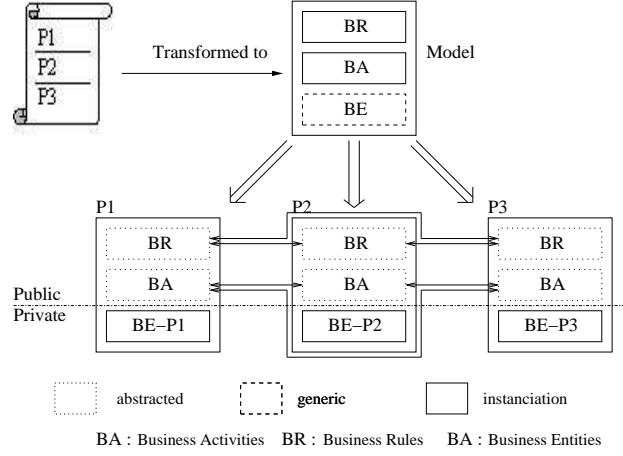 P1
P2
P3
Transformed to
BR
BA
BE
Model
P1
P2
P3
BR
BR
BR
BA
BA
BA
Public
Private
BE–P1
BE–P2
BE–P3
abstracted
generic
instanciation
BA : Business Activities BR : Business Rules BA : Business Entities